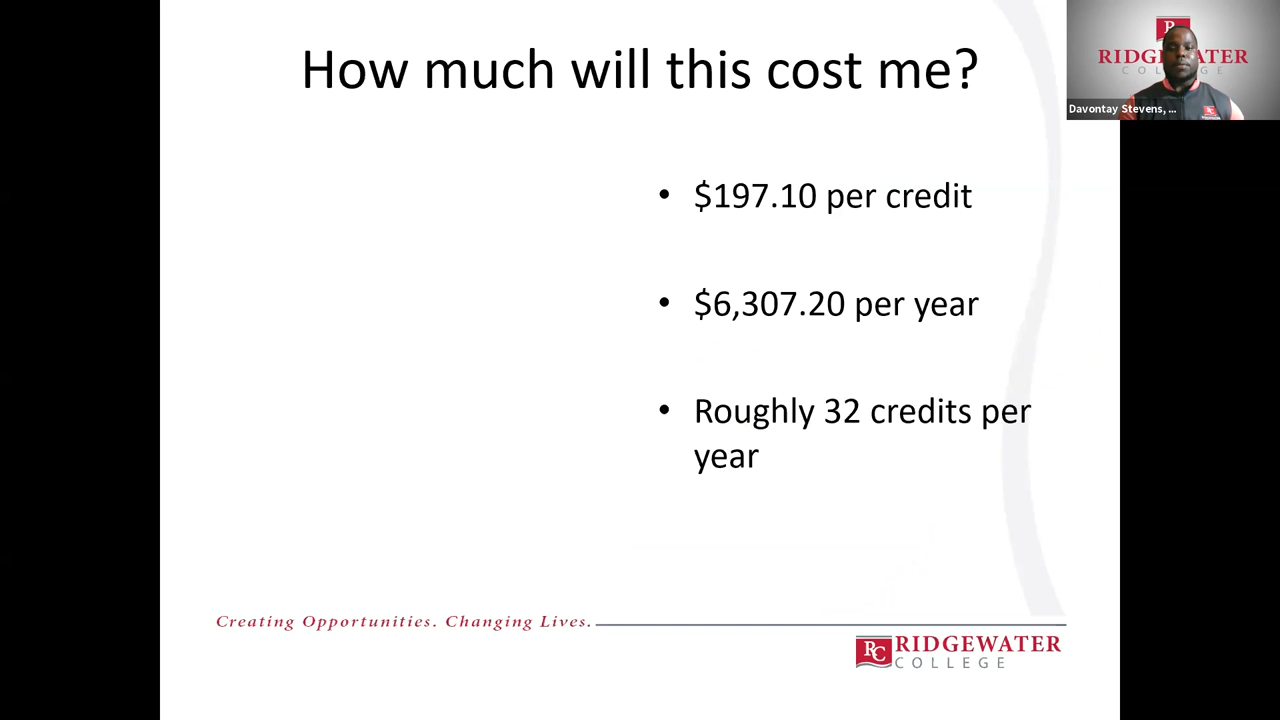 How much will this cost me?
RIDGEWATER
COLLEGE
Davontay Stevens, ...
• $197.10 per credit
• $6,307.20 per year
• Roughly 32 credits per
year
Creating Opportunities. Changing Lives.
RC RIDGEWATER
COLLEGE